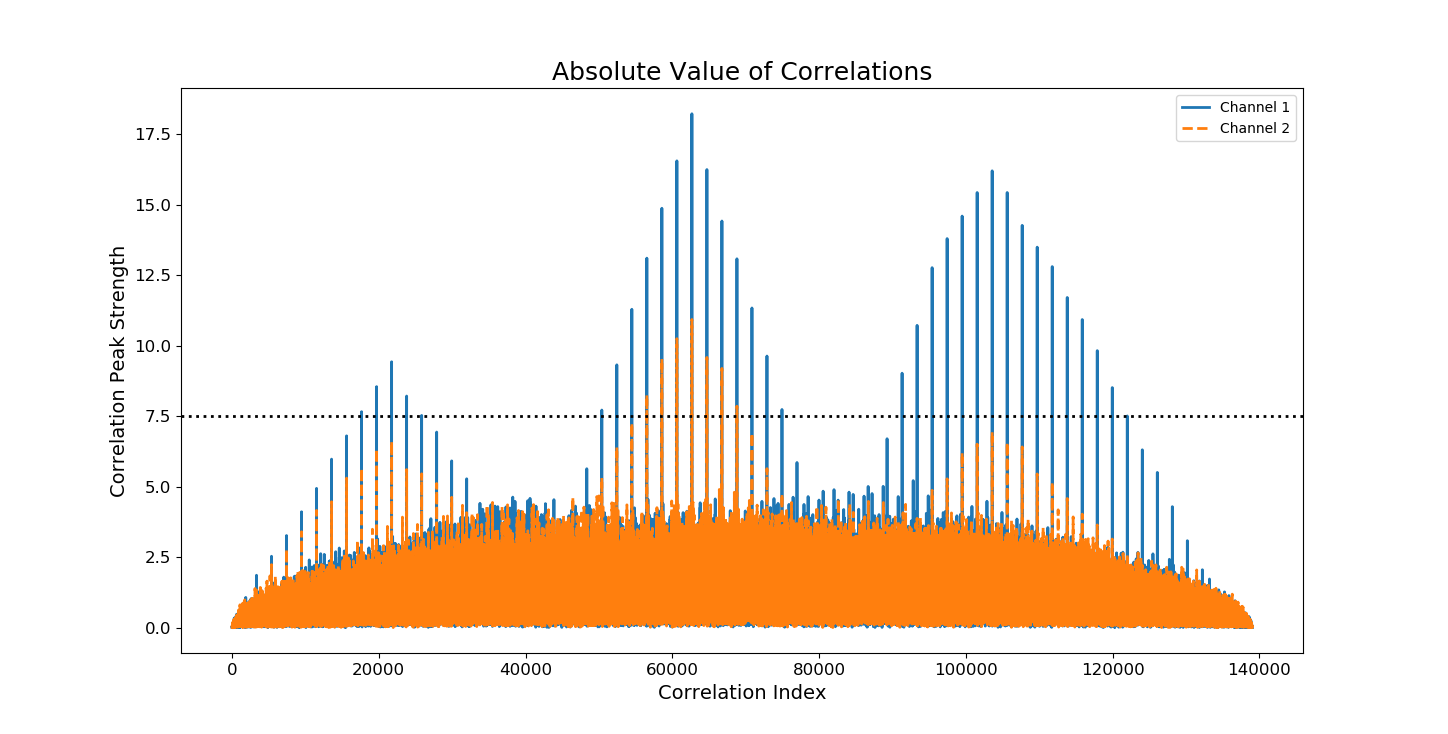 Absolute Value of Correlations
Channel 1
Channel 2
Correlation Peak Strength
17.5
15.0
12.5
10.0
7.5
5.0
2.5
0.0
0 20000 40000 60000 80000 100000 120000 140000
Correlation Index